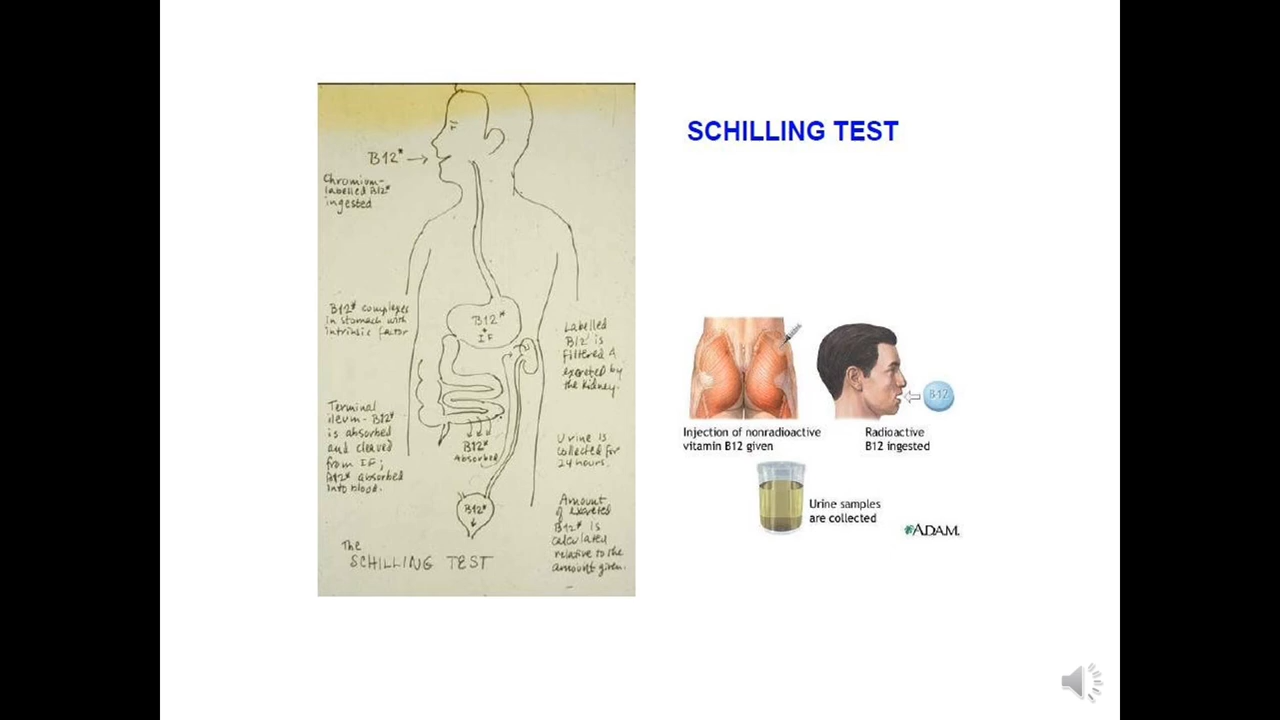 SCHILLING TEST
B12* →
Chromium-
labelled B12*
ingested
B12* complexes
in stomach with
intrinsic factor
B12*
+
IF
Terminal
ileum - B12*
is absorbed
and cleaved
from IF;
B12* absorbed
into blood.
B12*
Absorbed
B12*
Labelled
B12 is
filtered &
excreted by
the kidney.
Urine is
collected for
24 hours.
Amount
of excreted
B12* is
calculated
relative to the
amount given.
The
SCHILLING TEST
B12
Injection of nonradioactive
vitamin B12 given
Radioactive
B12 ingested
Urine samples
are collected
ADAM.